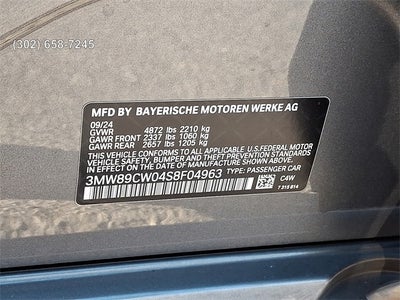 (302) 658-7245
MFD BY BAYERISCHE MOTOREN WERKE AG
09/24
GVWR 4872 lbs 2210 kg
GAWR FRONT 2337 lbs 1060 kg
GAWR REAR 2657 lbs 1205 kg
THIS VEHICLE CONFORMS TO ALL APPLICABLE U.S.FEDERAL MOTOR
VEHICLE SAFETY, BUMPER AND THEFT PREVENTION STANDARDS IN
EFFECT ON THE DATE OF MANUFACTURE SHOWN ABOVE.
3MW89CW04S8F04963 TYPE: PASSENGER CAR
C4W
7 315 814